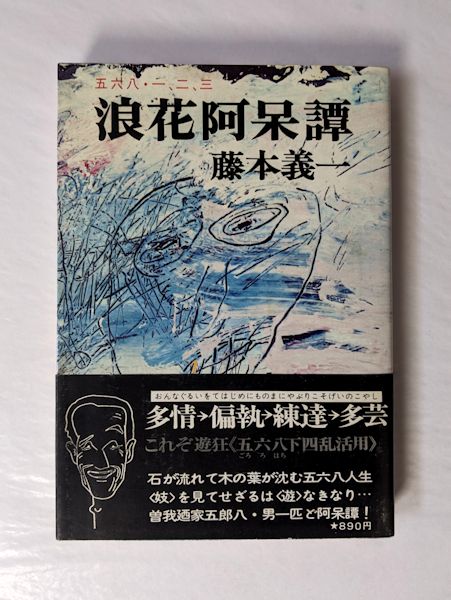 五六八・一、二、三
浪花阿呆譚
藤本義一
おんなぐるいをてはじめにものまにやぶりこそげいのこやし
多情→偏執→練達→多芸
これぞ遊狂《五六八下四乱活用》
ごろ ろ はち
石が流れて木の葉が沈む五六八人生
〈妓〉を見てせざるは〈遊〉なきなり…
曽我廼家五郎八・男一匹ど阿呆譚!
★890円